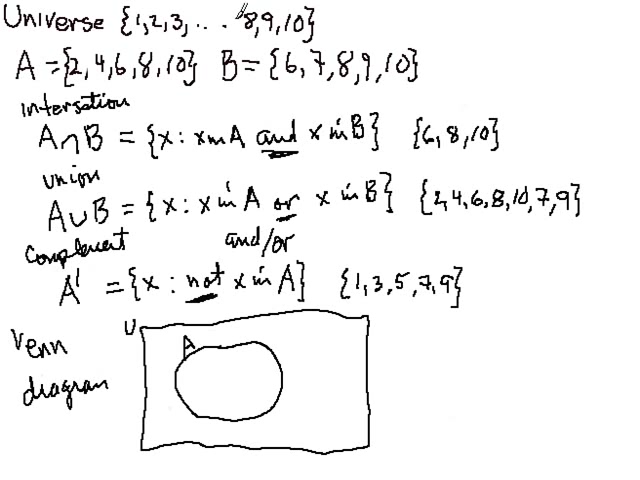 Universe {1,2,3, ... 8,9,10}
A = {2,4,6,8,10} B = {6,7,8,9,10}
intersation
A∩B = {x : x in A and x in B} {6,8,10}
union
A∪B = {x : x in A or x in B} {2,4,6,8,10,7,9}
and/or
complement
A' = {x : not x in A} {1,3,5,7,9}
Venn
diagram
U
A